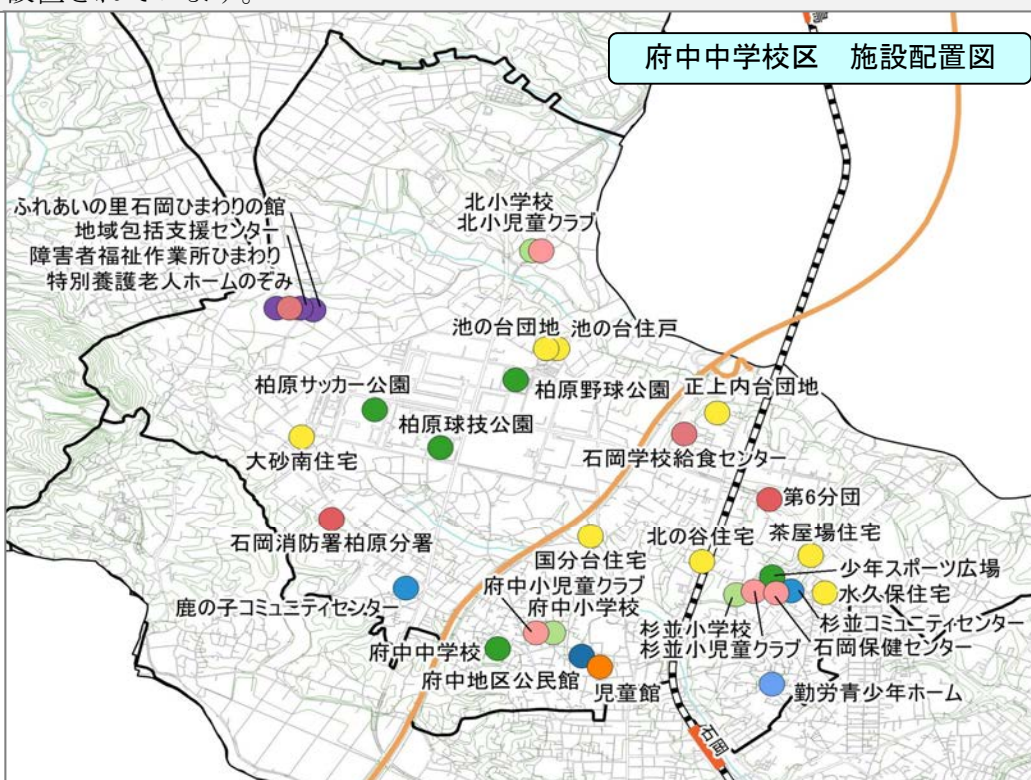 設置されています。
府中中学校区　施設配置図
ふれあいの里石岡ひまわりの館
地域包括支援センター
障害者福祉作業所ひまわり
特別養護老人ホームのぞみ
北小学校
北小児童クラブ
池の台団地
池の台住戸
柏原サッカー公園
柏原野球公園
正上内台団地
柏原球技公園
大砂南住宅
石岡学校給食センター
第6分団
石岡消防署柏原分署
国分台住宅
北の谷住宅
茶屋場住宅
少年スポーツ広場
鹿の子コミュニティセンター
府中小児童クラブ
府中小学校
水久保住宅
杉並小学校
杉並コミュニティセンター
杉並小児童クラブ
石岡保健センター
府中中学校
府中地区公民館
児童館
勤労青少年ホーム
石岡